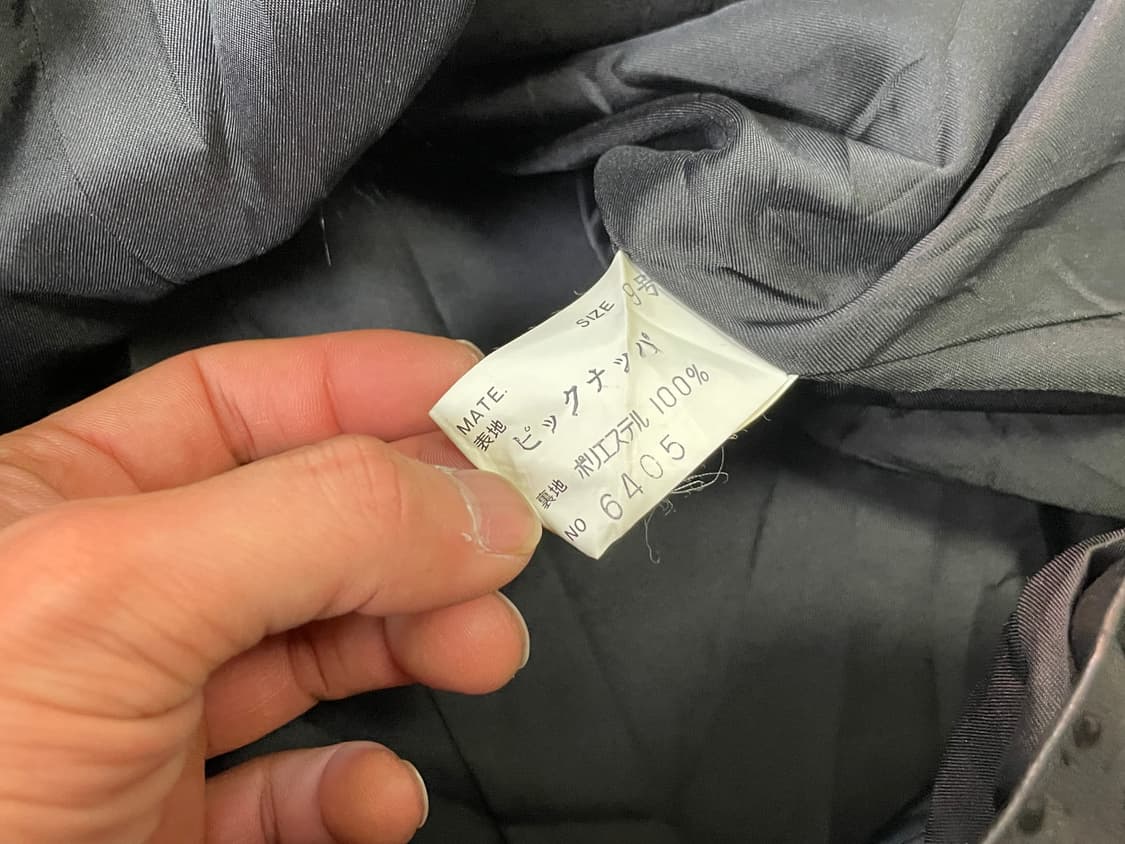 SIZE 9号
MATE.
表地 ピックナッパ
裏地 ポリエステル 100%
NO 6405